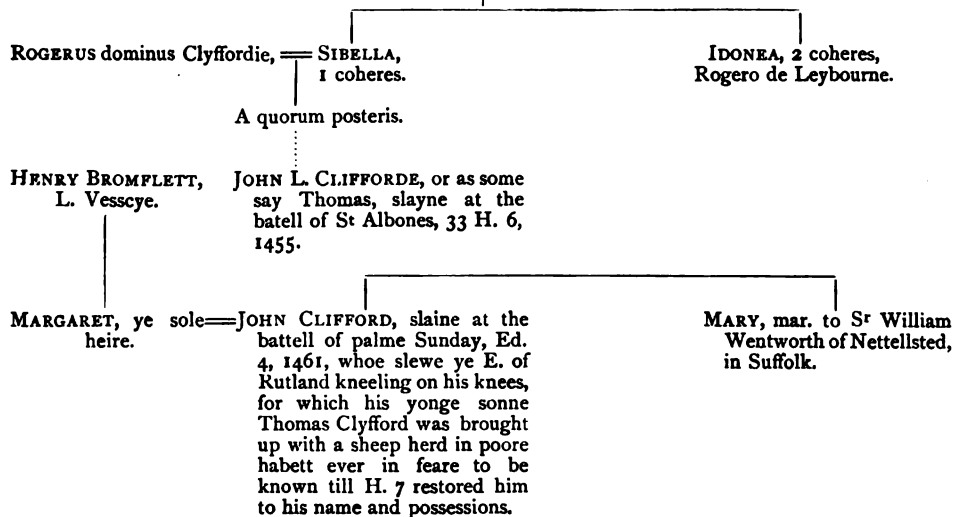 ROGERUS dominus Clyffordie, = SIBELLA,
1 coheres.
IDONEA, 2 coheres,
Rogero de Leybourne.
A quorum posteris.
HENRY BROMFLETT,
L. Vesscye.
JOHN L. CLIFFORDE, or as some
say Thomas, slayne at the
batell of St Albones, 33 H. 6,
1455.
MARGARET, ye sole
heire.
=JOHN CLIFFORD, slaine at the
battell of palme Sunday, Ed.
4, 1461, whoe slewe ye E. of
Rutland kneeling on his knees,
for which his yonge sonne
Thomas Clyfford was brought
up with a sheep herd in poore
habett ever in feare to be
known till H. 7 restored him
to his name and possessions.
MARY, mar. to Sr William
Wentworth of Nettellsted,
in Suffolk.